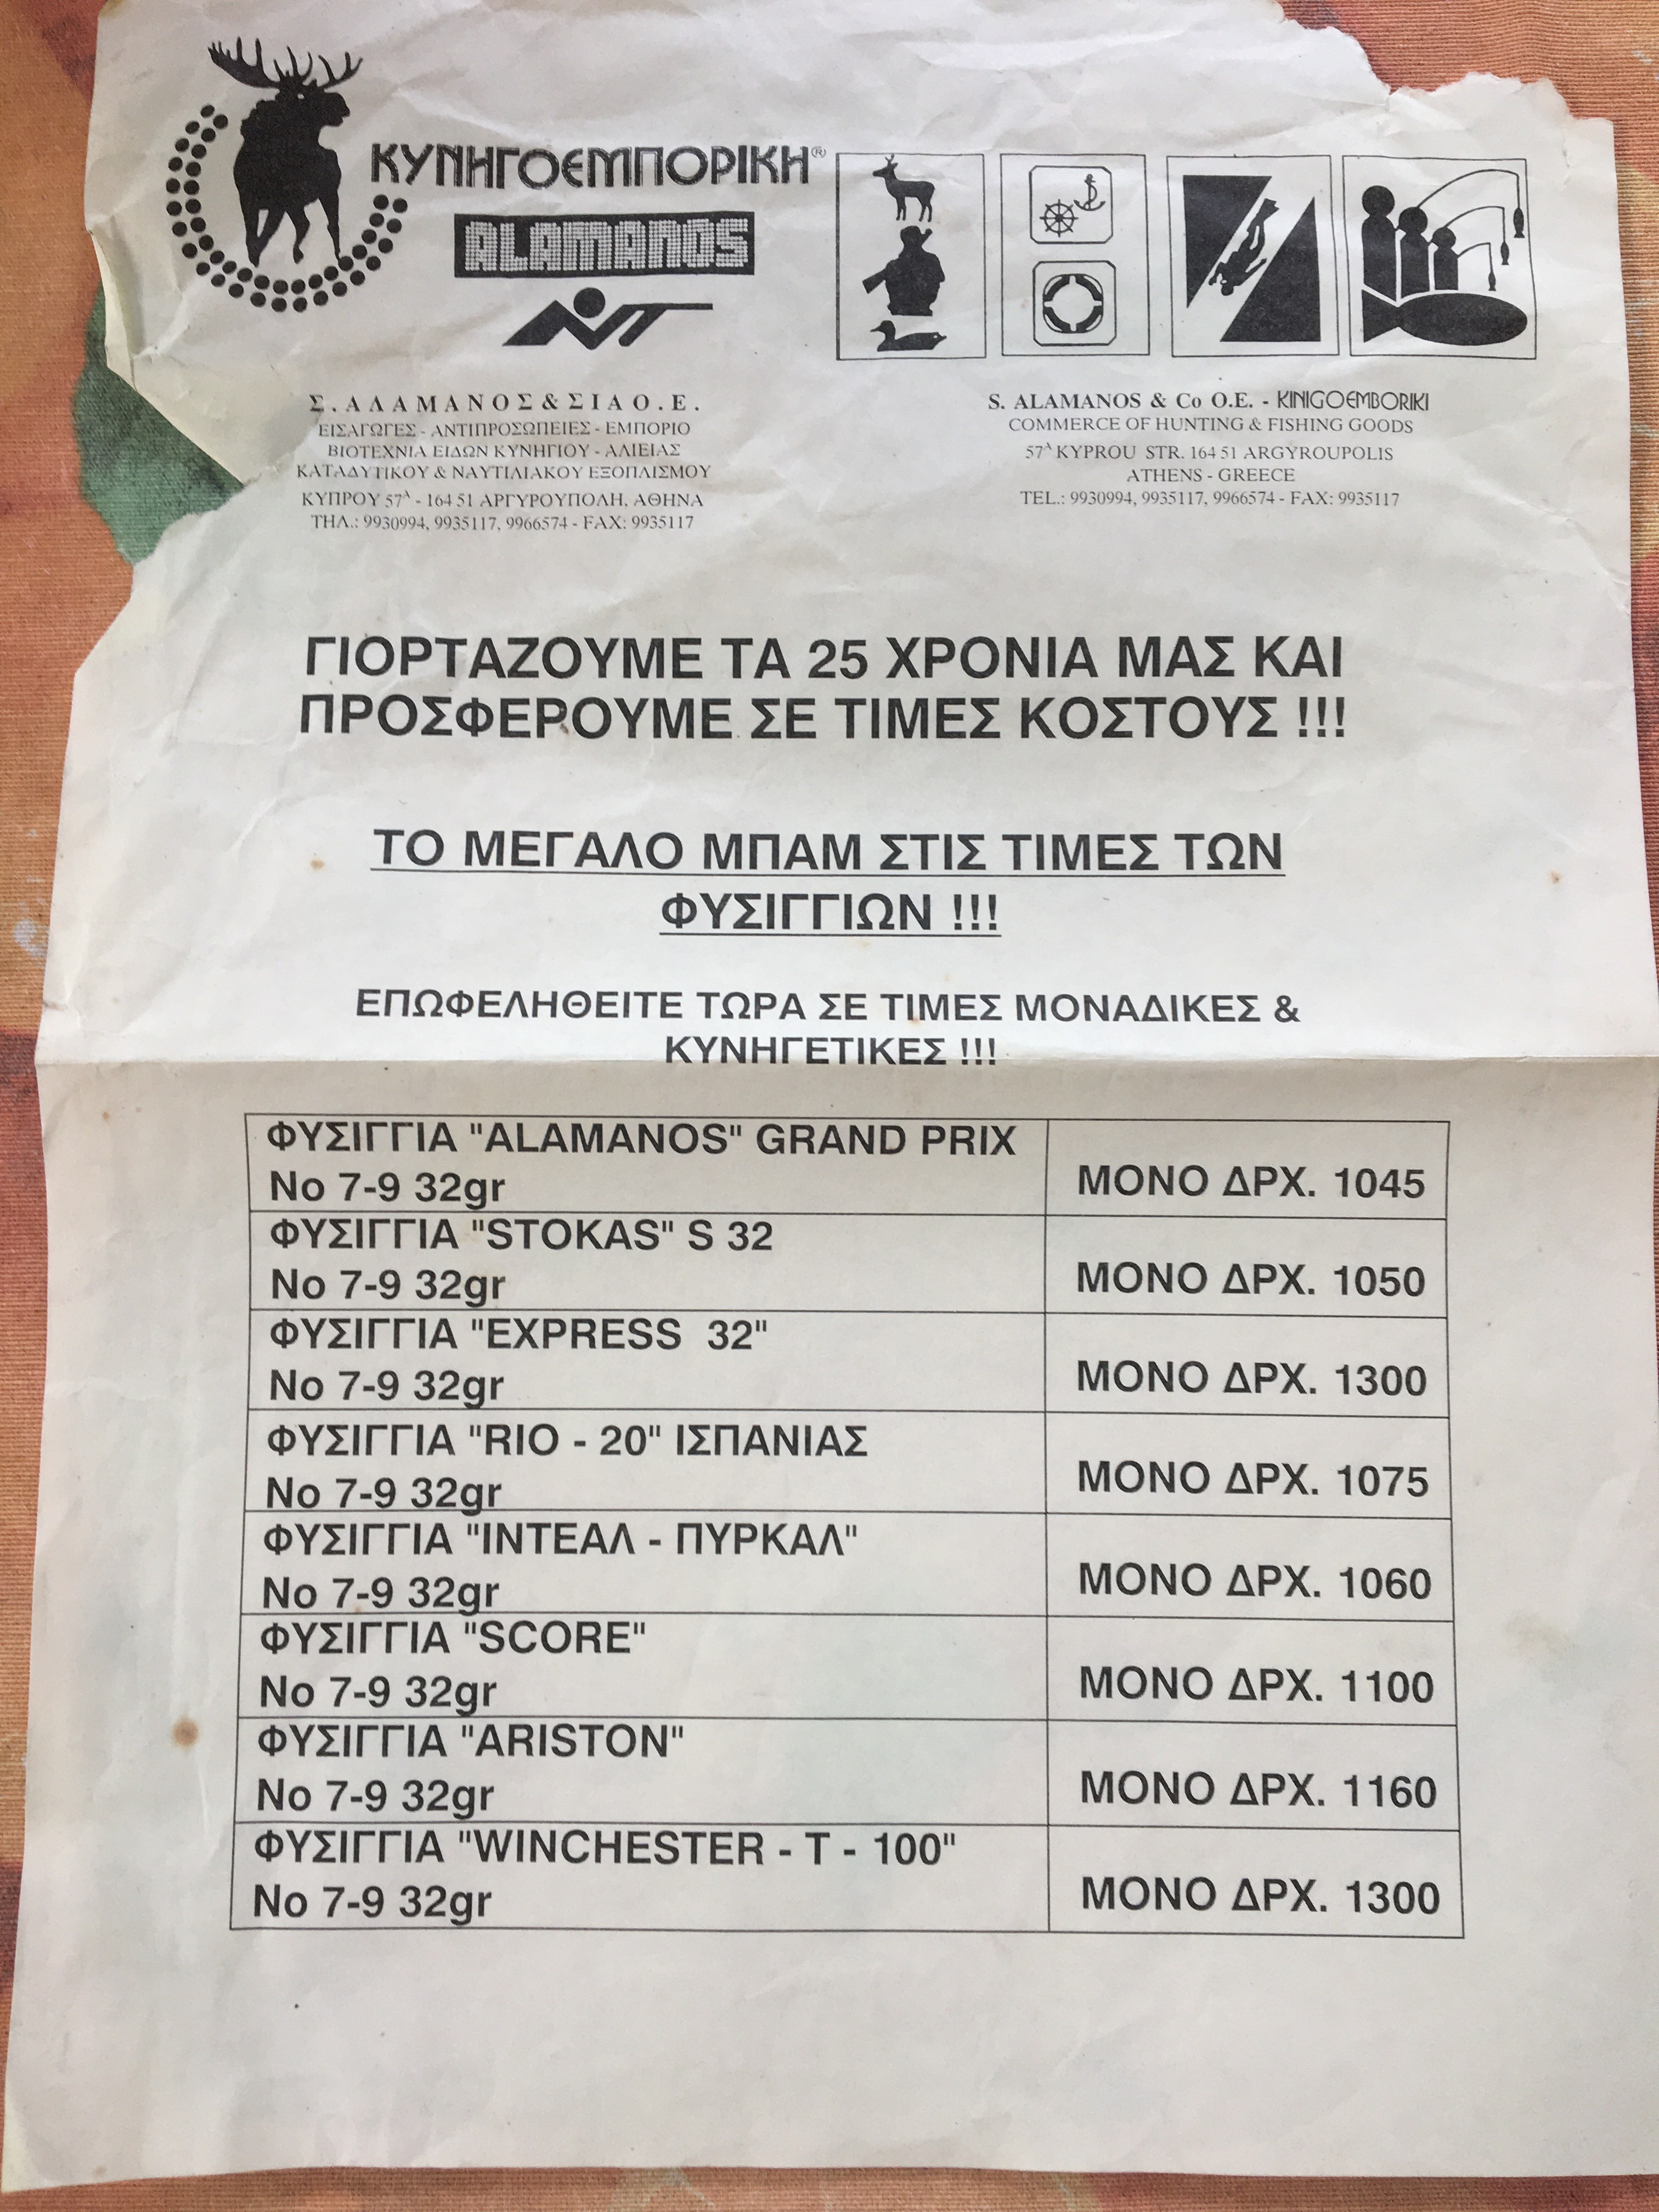 ΚΥΝΗΓΟΕΜΠΟΡΙΚΗ®
ALAMANOS
Σ. ΑΛΑΜΑΝΟΣ & ΣΙΑ Ο.Ε.
ΕΙΣΑΓΩΓΕΣ - ΑΝΤΙΠΡΟΣΩΠΕΙΕΣ - ΕΜΠΟΡΙΟ
ΒΙΟΤΕΧΝΙΑ ΕΙΔΩΝ ΚΥΝΗΓΙΟΥ - ΑΛΙΕΙΑΣ
ΚΑΤΑΔΥΤΙΚΟΥ & ΝΑΥΤΙΛΙΑΚΟΥ ΕΞΟΠΛΙΣΜΟΥ
ΚΥΠΡΟΥ 57Α - 164 51 ΑΡΓΥΡΟΥΠΟΛΗ, ΑΘΗΝΑ
ΤΗΛ.: 9930994, 9935117, 9966574 - FAX: 9935117
S. ALAMANOS & Co O.E. - KINIGOEMBORIKI
COMMERCE OF HUNTING & FISHING GOODS
57Α KYPROU STR. 164 51 ARGYROUPOLIS
ATHENS - GREECE
TEL.: 9930994, 9935117, 9966574 - FAX: 9935117
ΓΙΟΡΤΑΖΟΥΜΕ ΤΑ 25 ΧΡΟΝΙΑ ΜΑΣ ΚΑΙ
ΠΡΟΣΦΕΡΟΥΜΕ ΣΕ ΤΙΜΕΣ ΚΟΣΤΟΥΣ !!!
ΤΟ ΜΕΓΑΛΟ ΜΠΑΜ ΣΤΙΣ ΤΙΜΕΣ ΤΩΝ
ΦΥΣΙΓΓΙΩΝ !!!
ΕΠΩΦΕΛΗΘΕΙΤΕ ΤΩΡΑ ΣΕ ΤΙΜΕΣ ΜΟΝΑΔΙΚΕΣ &
ΚΥΝΗΓΕΤΙΚΕΣ !!!
ΦΥΣΙΓΓΙΑ "ALAMANOS" GRAND PRIX
No 7-9 32gr ΜΟΝΟ ΔΡΧ. 1045
ΦΥΣΙΓΓΙΑ "STOKAS" S 32
No 7-9 32gr ΜΟΝΟ ΔΡΧ. 1050
ΦΥΣΙΓΓΙΑ "EXPRESS 32"
No 7-9 32gr ΜΟΝΟ ΔΡΧ. 1300
ΦΥΣΙΓΓΙΑ "RIO - 20" ΙΣΠΑΝΙΑΣ
No 7-9 32gr ΜΟΝΟ ΔΡΧ. 1075
ΦΥΣΙΓΓΙΑ "ΙΝΤΕΑΛ - ΠΥΡΚΑΛ"
No 7-9 32gr ΜΟΝΟ ΔΡΧ. 1060
ΦΥΣΙΓΓΙΑ "SCORE"
No 7-9 32gr ΜΟΝΟ ΔΡΧ. 1100
ΦΥΣΙΓΓΙΑ "ARISTON"
No 7-9 32gr ΜΟΝΟ ΔΡΧ. 1160
ΦΥΣΙΓΓΙΑ "WINCHESTER - T - 100"
No 7-9 32gr ΜΟΝΟ ΔΡΧ. 1300